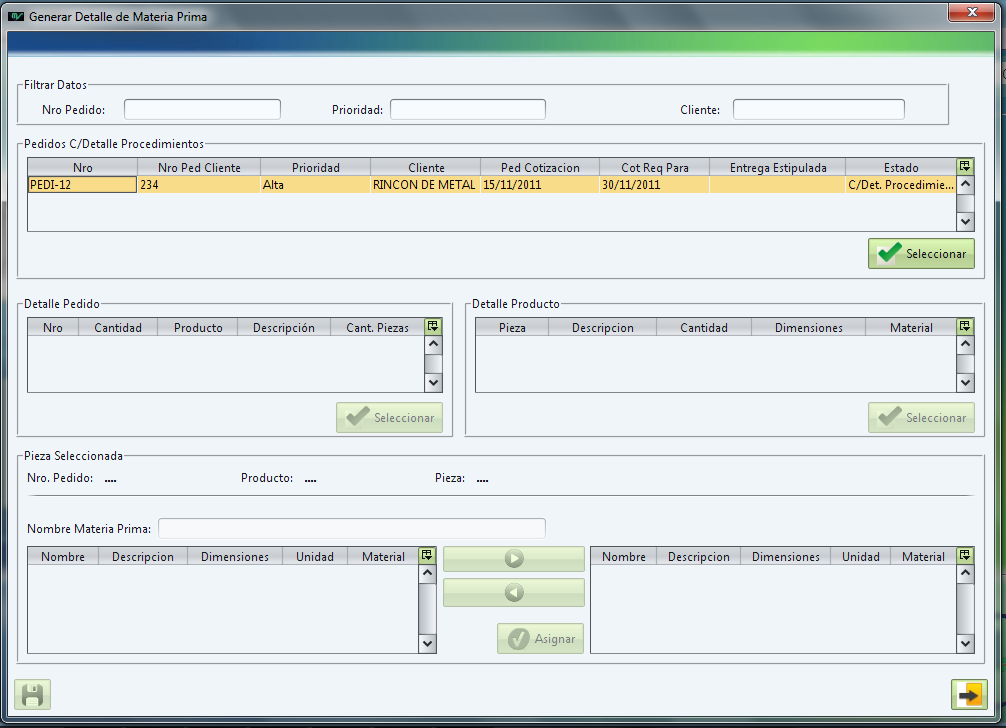 Generar Detalle de Materia Prima
Filtrar Datos
Nro Pedido: Prioridad: Cliente:
Pedidos C/Detalle Procedimientos
Nro Nro Ped Cliente Prioridad Cliente Ped Cotizacion Cot Req Para Entrega Estipulada Estado
PEDI-12 234 Alta RINCON DE METAL 15/11/2011 30/11/2011 C/Det. Procedimie...
Seleccionar
Detalle Pedido Detalle Producto
Nro Cantidad Producto Descripción Cant. Piezas Pieza Descripcion Cantidad Dimensiones Material
Seleccionar Seleccionar
Pieza Seleccionada
Nro. Pedido: .... Producto: .... Pieza: ....
Nombre Materia Prima:
Nombre Descripcion Dimensiones Unidad Material Nombre Descripcion Dimensiones Unidad Material
Asignar